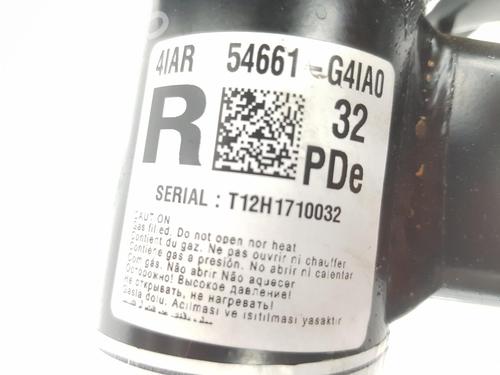 4IAR 54661-G4IA0
R 32
PDe
SERIAL : T12H1710032
CAUTION
Gas filled. Do not open nor heat
Contient du gaz. Ne pas ouvrir ni chauffer
Contiene gas a presión. No abrir ni calentar
Com gás. Não abrir Não aquecer
Осторожно! Высокое давление!
Не открывать, не нагревать!
Gasla dolu. Açılması ve ısıtılması yasaktır